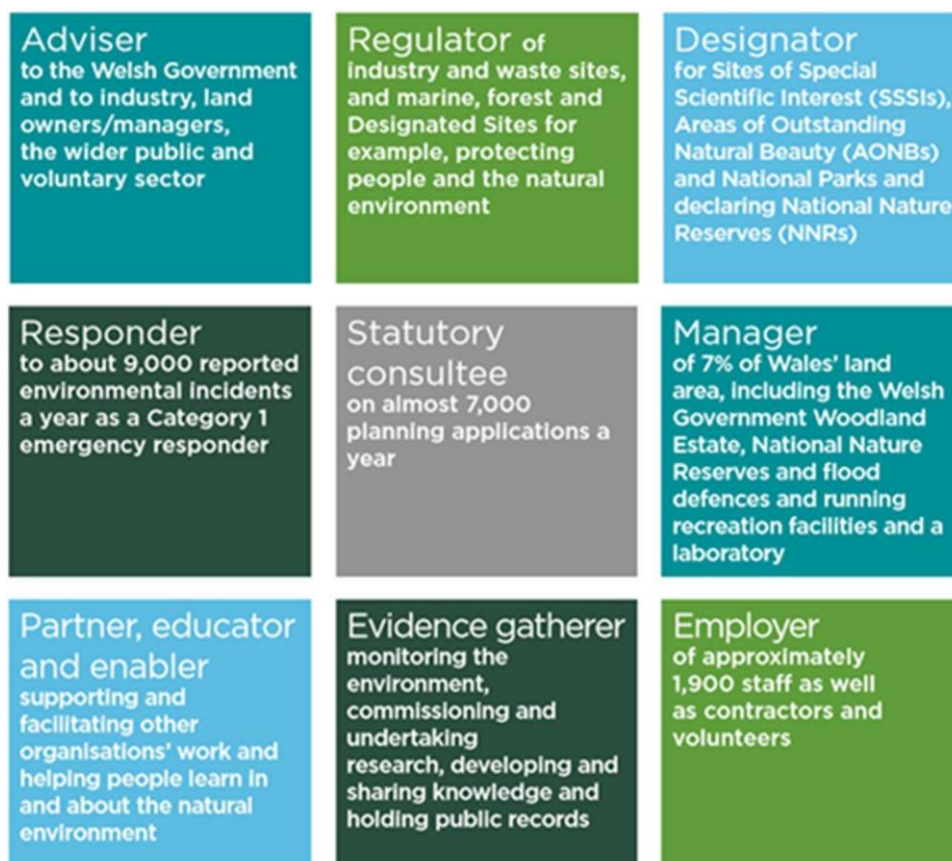 Adviser
to the Welsh Government
and to industry, land
owners/managers,
the wider public and
voluntary sector
Regulator of
industry and waste sites,
and marine, forest and
Designated Sites for
example, protecting
people and the natural
environment
Designator
for Sites of Special
Scientific Interest (SSSIs),
Areas of Outstanding
Natural Beauty (AONBs)
and National Parks and
declaring National Nature
Reserves (NNRs)
Responder
to about 9,000 reported
environmental incidents
a year as a Category 1
emergency responder
Statutory
consultee
on almost 7,000
planning applications a
year
Manager
of 7% of Wales' land
area, including the Welsh
Government Woodland
Estate, National Nature
Reserves and flood
defences and running
recreation facilities and a
laboratory
Partner, educator
and enabler
supporting and
facilitating other
organisations' work and
helping people learn in
and about the natural
environment
Evidence gatherer
monitoring the
environment,
commissioning and
undertaking
research, developing and
sharing knowledge and
holding public records
Employer
of approximately
1,900 staff as well
as contractors and
volunteers